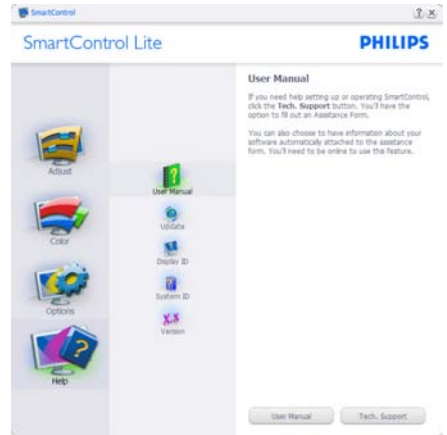 SmartControl
SmartControl Lite
PHILIPS
Adjust
Color
Options
Help
User Manual
Update
Display ID
System ID
X.X
Version
User Manual
If you need help setting up or operating SmartControl,
click the Tech. Support button. You'll have the
option to fill out an Assistance Form.
You can also choose to have information about your
software automatically attached to the assistance
form. You'll need to be online to use this feature.
User Manual
Tech. Support